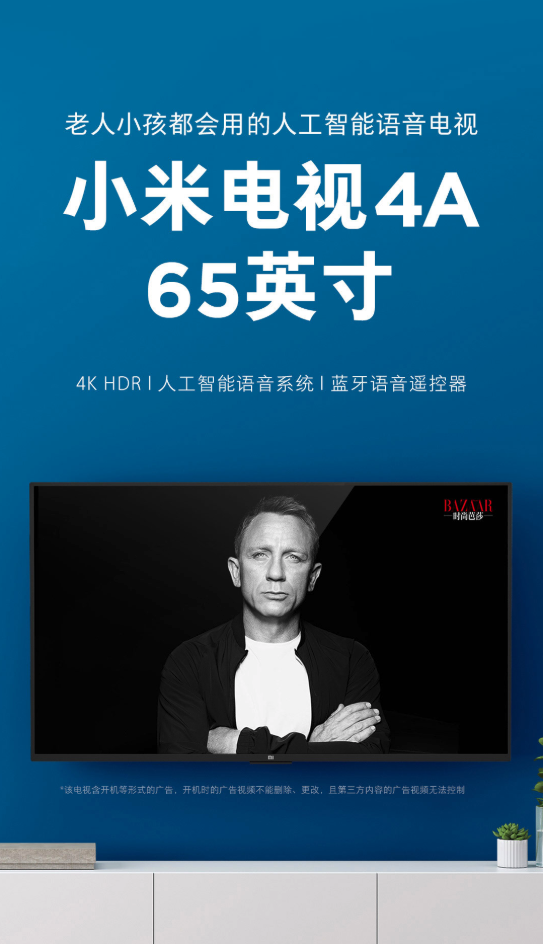 老人小孩都会用的人工智能语音电视
小米电视4A
65英寸
4K HDR | 人工智能语音系统 | 蓝牙语音遥控器
BAZAAR
时尚芭莎
*该电视含开机等形式的广告，开机时的广告视频不能删除、更改，且第三方内容的广告视频无法控制